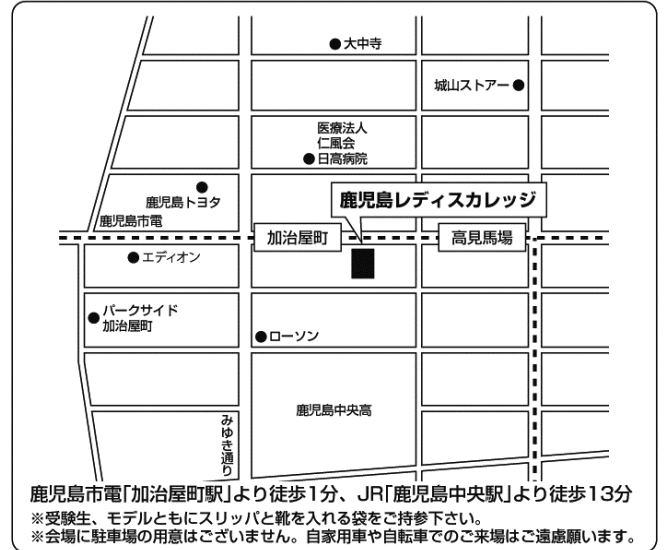 大中寺
城山ストアー
医療法人
仁風会
日高病院
鹿児島トヨタ
鹿児島レディスカレッジ
鹿児島市電
加治屋町
高見馬場
エディオン
パークサイド
加治屋町
ローソン
鹿児島中央高
みゆき通り
鹿児島市電「加治屋町駅」より徒歩1分、JR「鹿児島中央駅」より徒歩13分
※受験生、モデルともにスリッパと靴を入れる袋をご持参下さい。
※会場に駐車場の用意はございません。自家用車や自転車でのご来場はご遠慮願います。